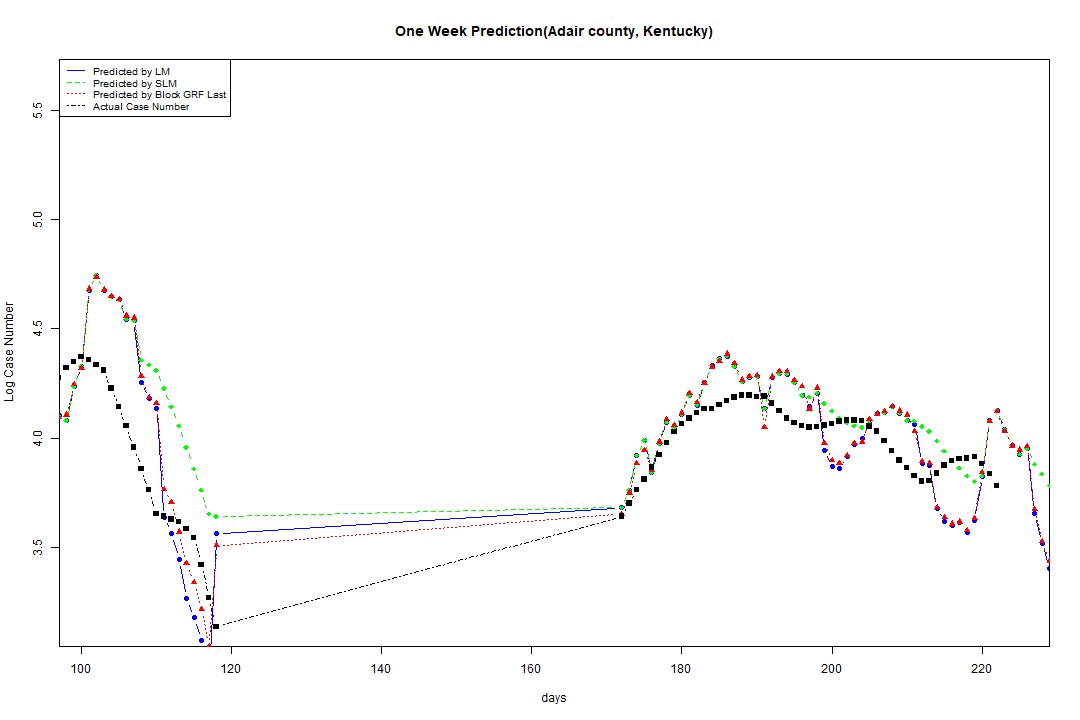 One Week Prediction(Adair county, Kentucky)
Predicted by LM
Predicted by SLM
Predicted by Block GRF Last
Actual Case Number
5.5
5.0
4.5
4.0
3.5
Log Case Number
100 120 140 160 180 200 220
days